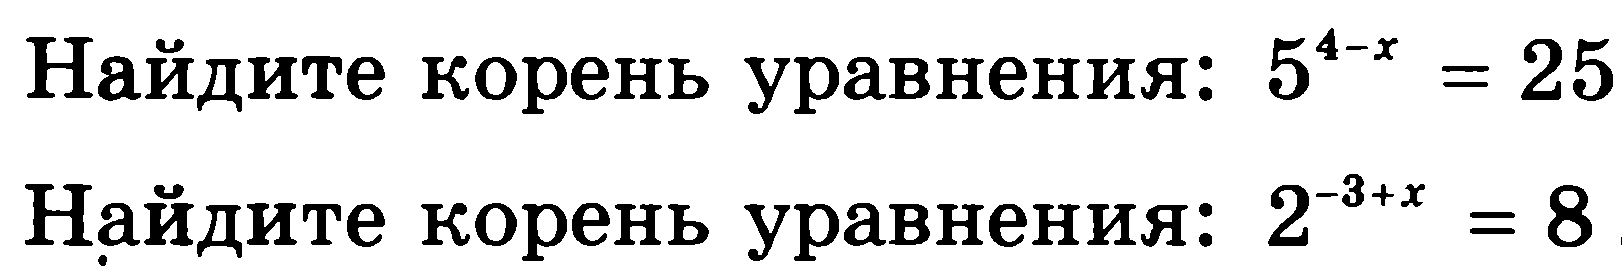 Найдите корень уравнения: 5^{4-x} = 25
Найдите корень уравнения: 2^{-3+x} = 8